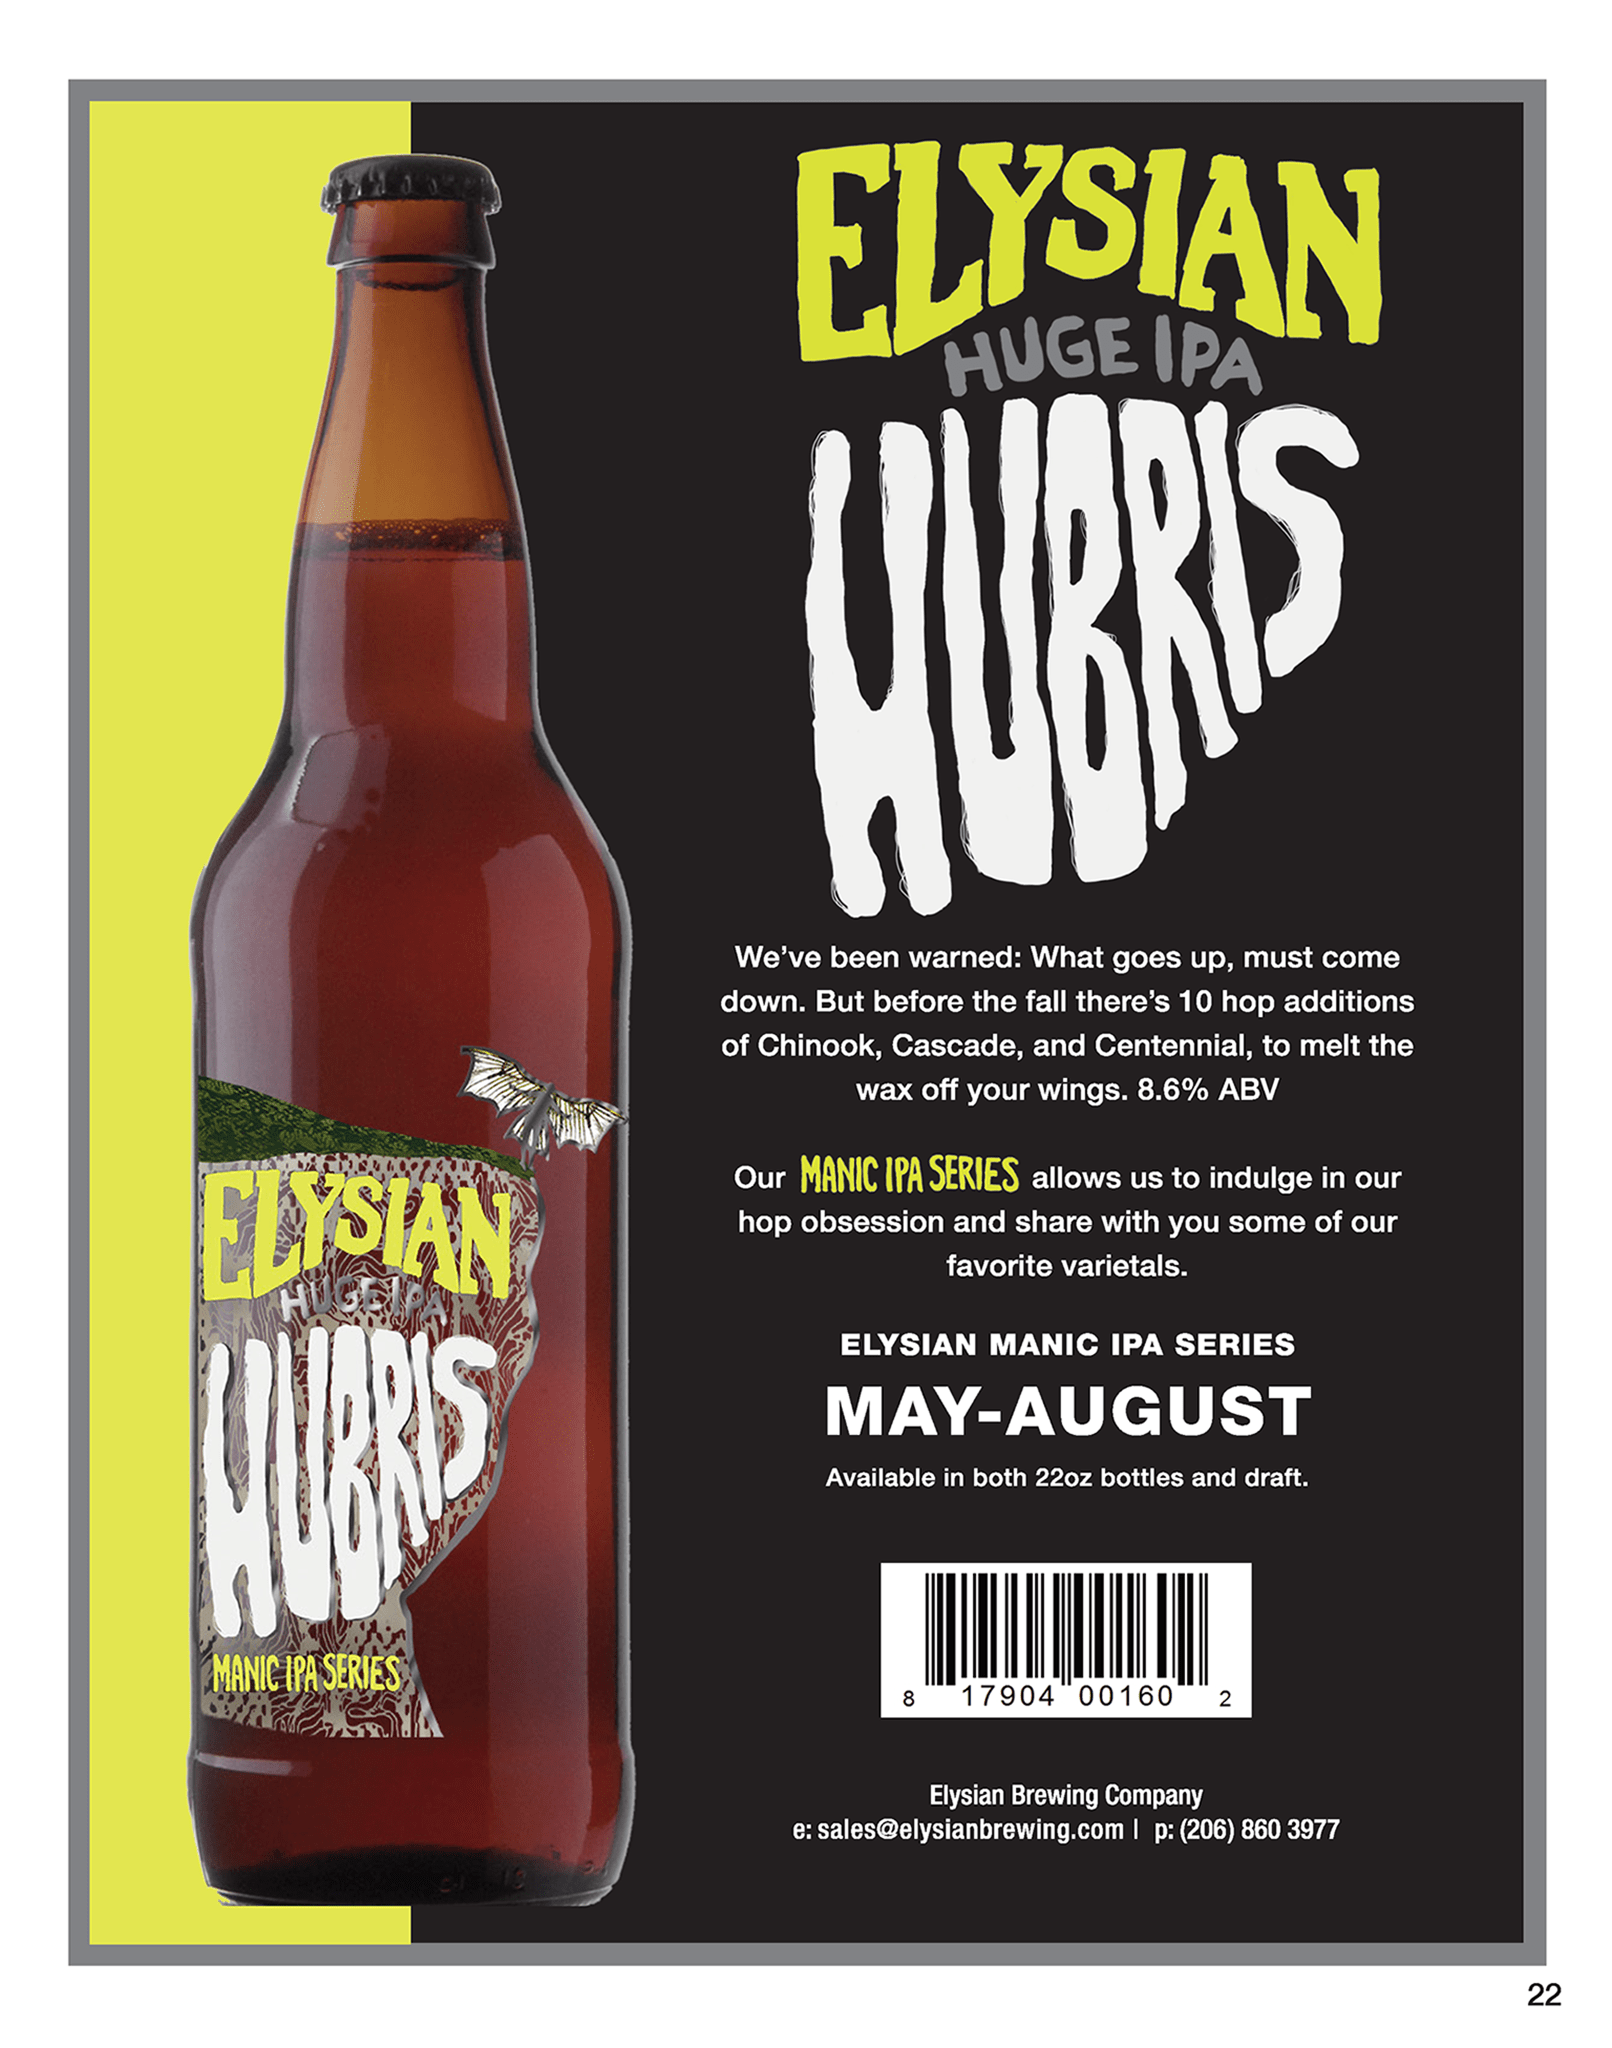 ELYSIAN
HUGE IPA
HUBRIS
We've been warned: What goes up, must come
down. But before the fall there's 10 hop additions
of Chinook, Cascade, and Centennial, to melt the
wax off your wings. 8.6% ABV
Our MANIC IPA SERIES allows us to indulge in our
hop obsession and share with you some of our
favorite varietals.
ELYSIAN MANIC IPA SERIES
MAY-AUGUST
Available in both 22oz bottles and draft.
8 17904 00160 2
Elysian Brewing Company
e: sales@elysianbrewing.com | p: (206) 860 3977
ELYSIAN
HUGE IPA
HUBRIS
MANIC IPA SERIES
22